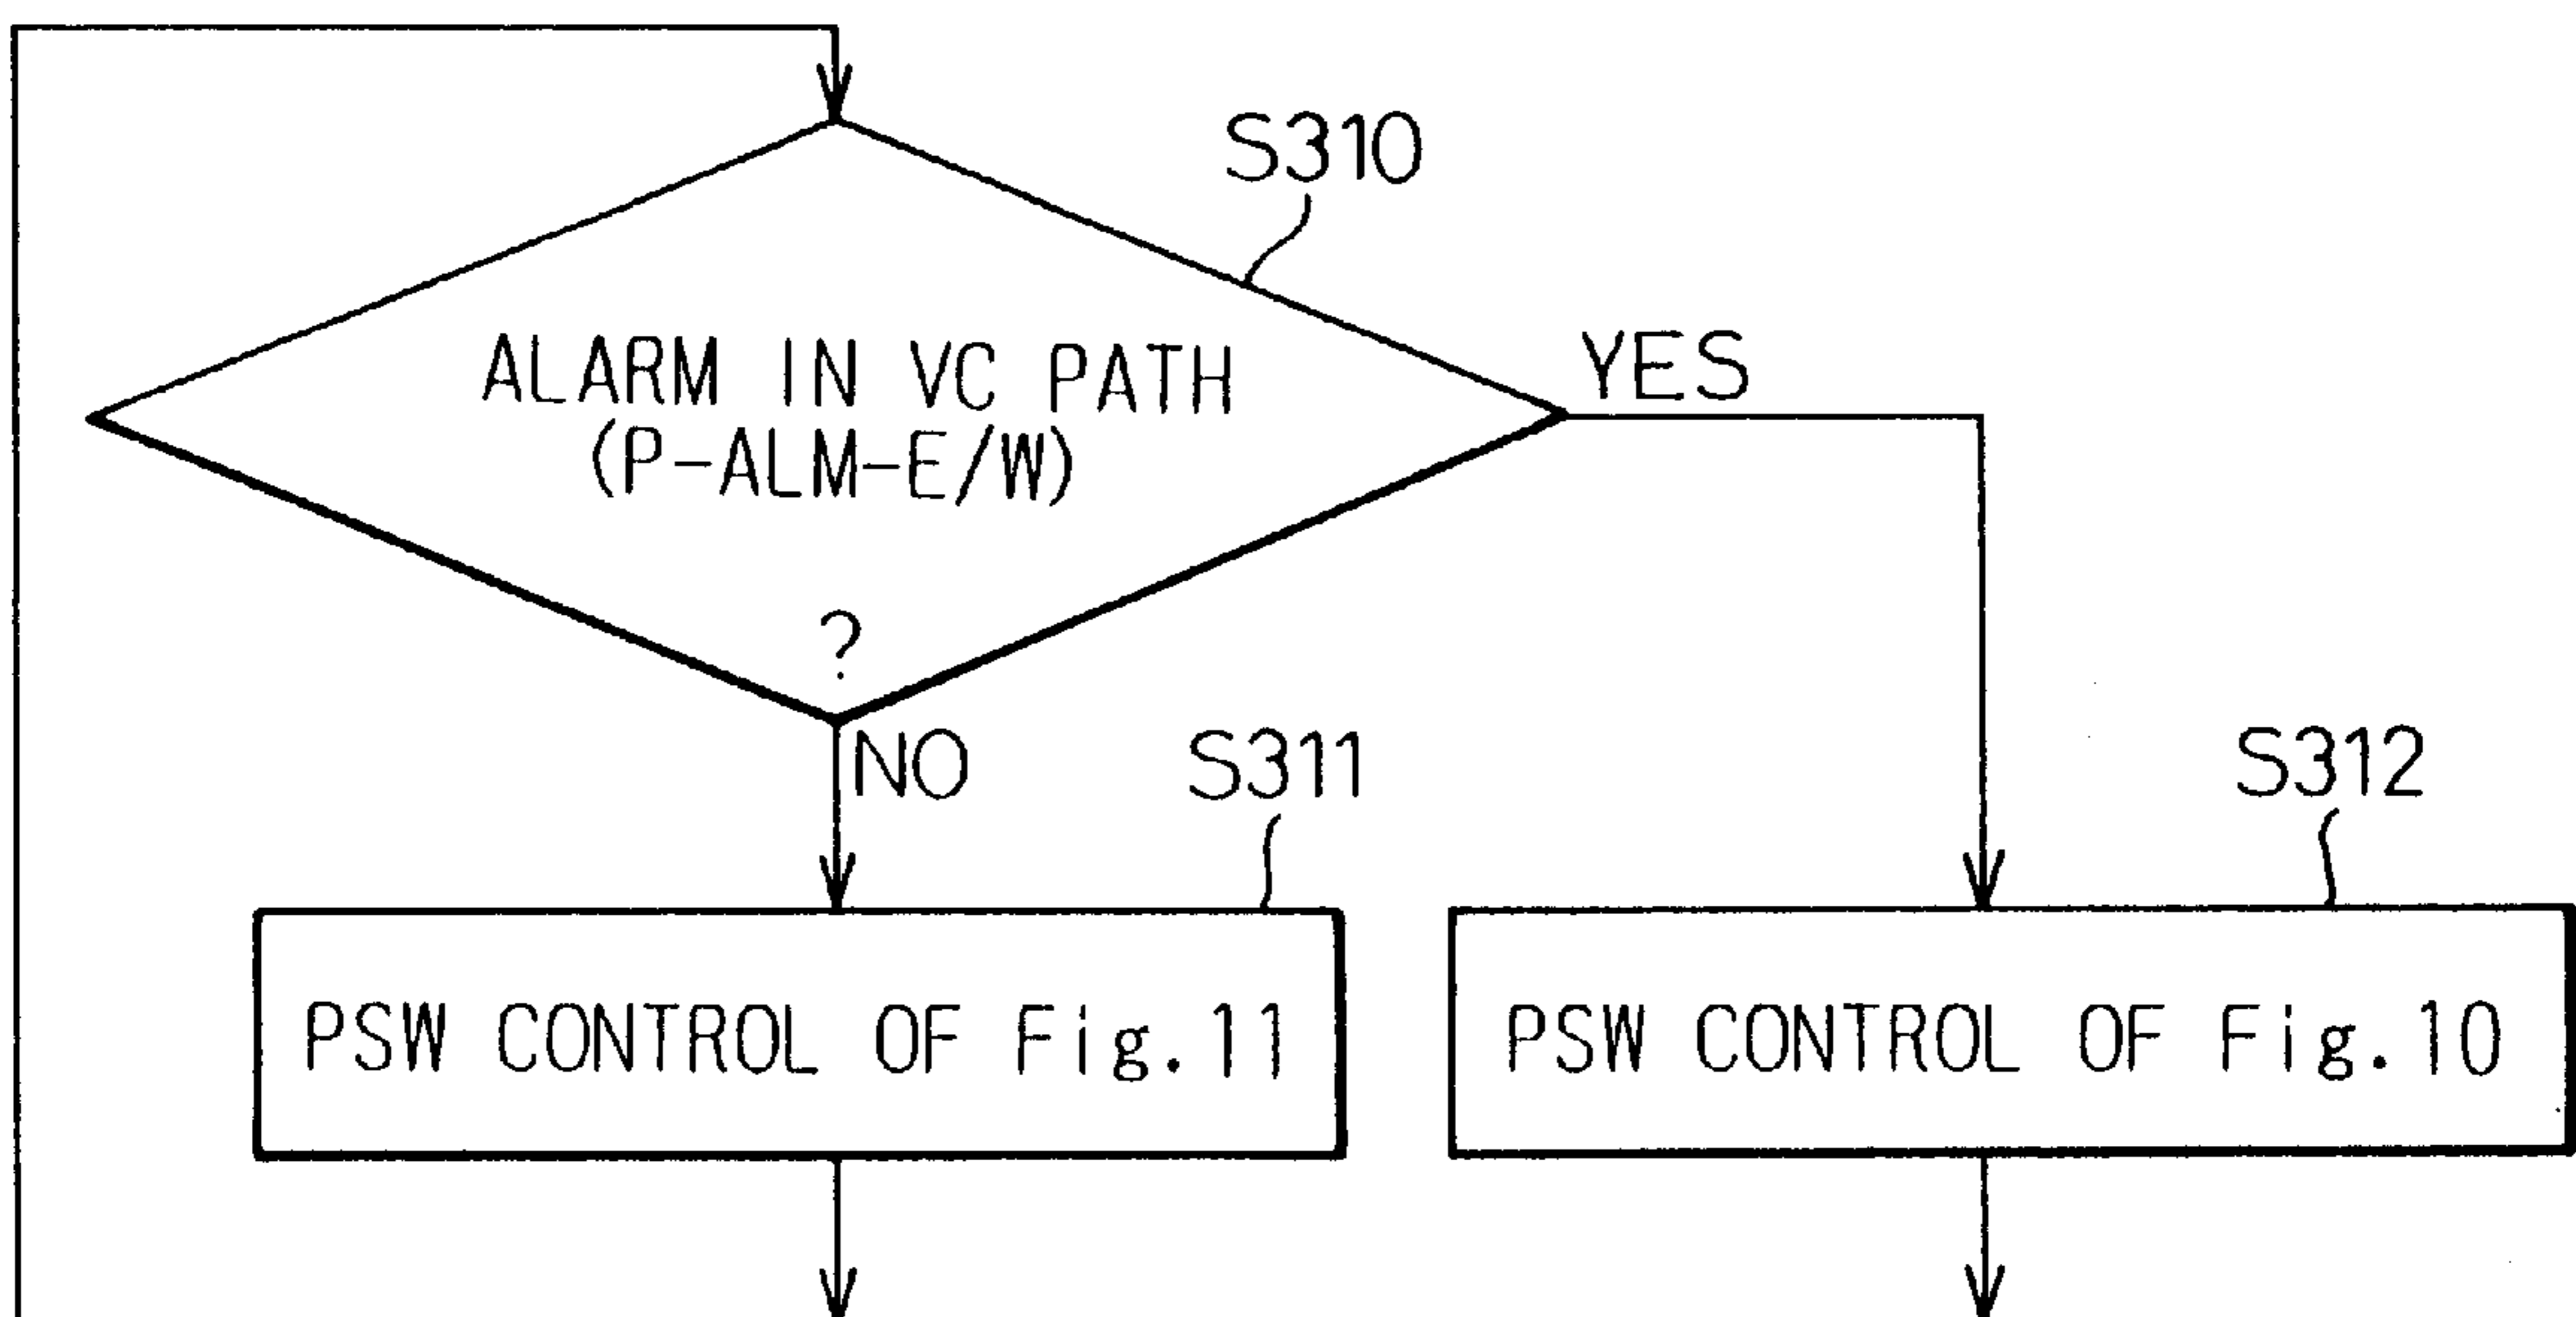 S310
ALARM IN VC PATH
(P-ALM-E/W)
?
YES
NO
S311
S312
PSW CONTROL OF Fig.11
PSW CONTROL OF Fig.10